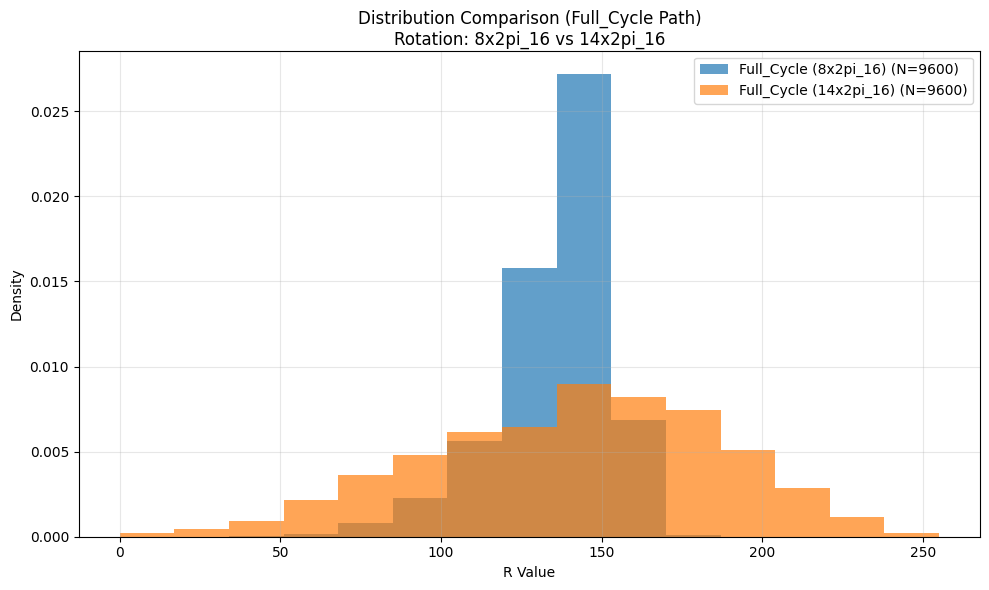 Distribution Comparison (Full_Cycle Path)
Rotation: 8x2pi_16 vs 14x2pi_16
Full_Cycle (8x2pi_16) (N=9600)
Full_Cycle (14x2pi_16) (N=9600)
Density
0.025
0.020
0.015
0.010
0.005
0.000
0 50 100 150 200 250
R Value